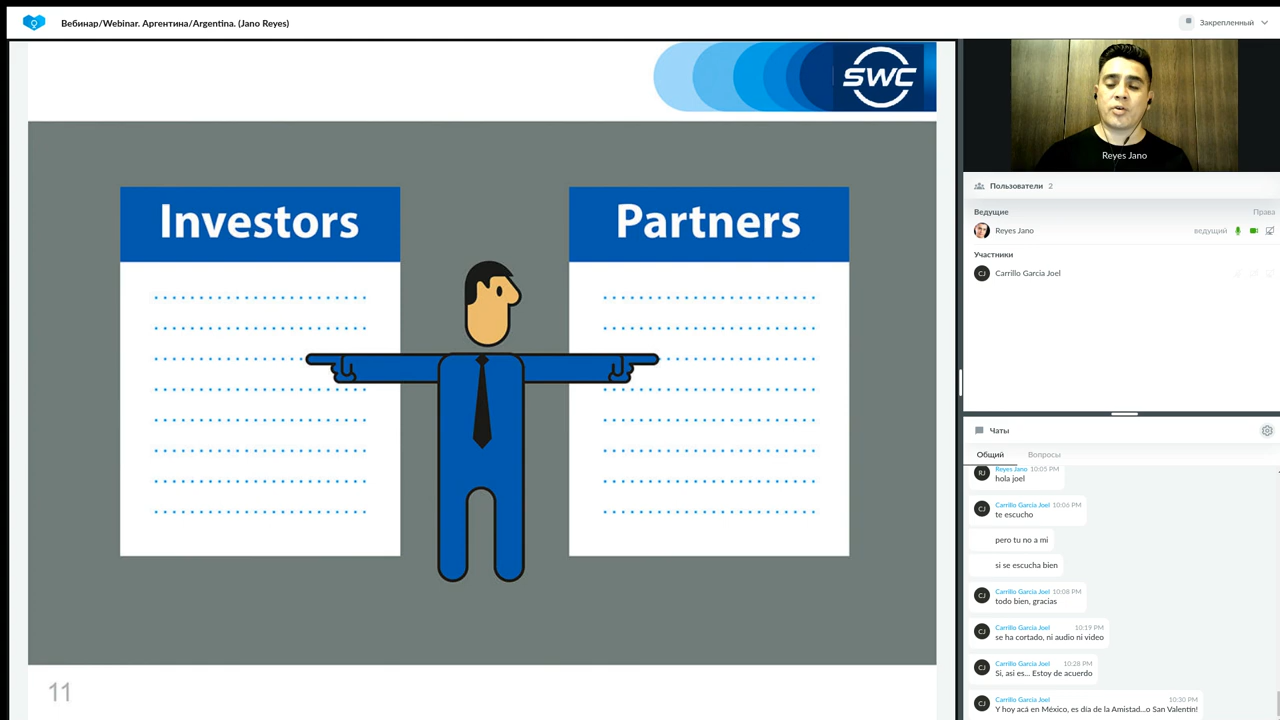 Вебинар/Webinar. Аргентина/Argentina. (Jano Reyes)
Закрепленный
SWC
Investors
Partners
11
Reyes Jano
Пользователи 2
Ведущие Права
Reyes Jano ведущий
Участники
CJ Carrillo Garcia Joel
Чаты
Общий Вопросы
RJ Reyes Jano 10:05 PM
hola joel
CJ Carrillo Garcia Joel 10:06 PM
te escucho
pero tu no a mi
si se escucha bien
CJ Carrillo Garcia Joel 10:08 PM
todo bien, gracias
CJ Carrillo Garcia Joel 10:19 PM
se ha cortado, ni audio ni video
CJ Carrillo Garcia Joel 10:28 PM
Si, asi es... Estoy de acuerdo
CJ Carrillo Garcia Joel 10:30 PM
Y hoy acá en México, es día de la Amistad...o San Valentín!